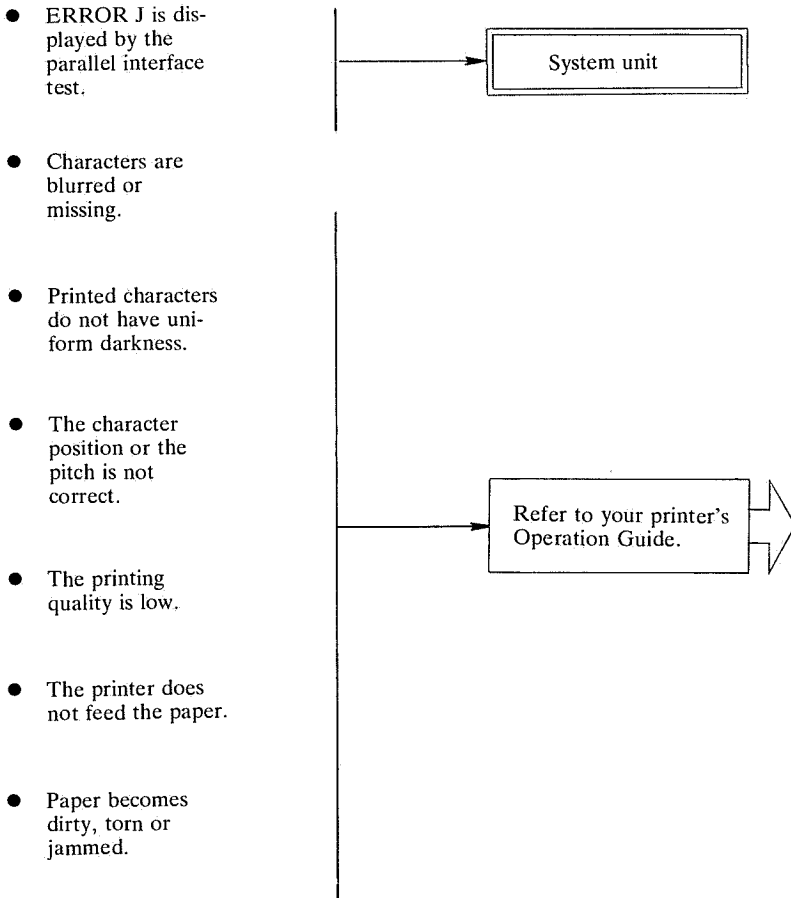 ● ERROR J is dis-
played by the
parallel interface
test.
System unit
● Characters are
blurred or
missing.
● Printed characters
do not have uni-
form darkness.
● The character
position or the
pitch is not
correct.
Refer to your printer's
Operation Guide.
● The printing
quality is low.
● The printer does
not feed the paper.
● Paper becomes
dirty, torn or
jammed.